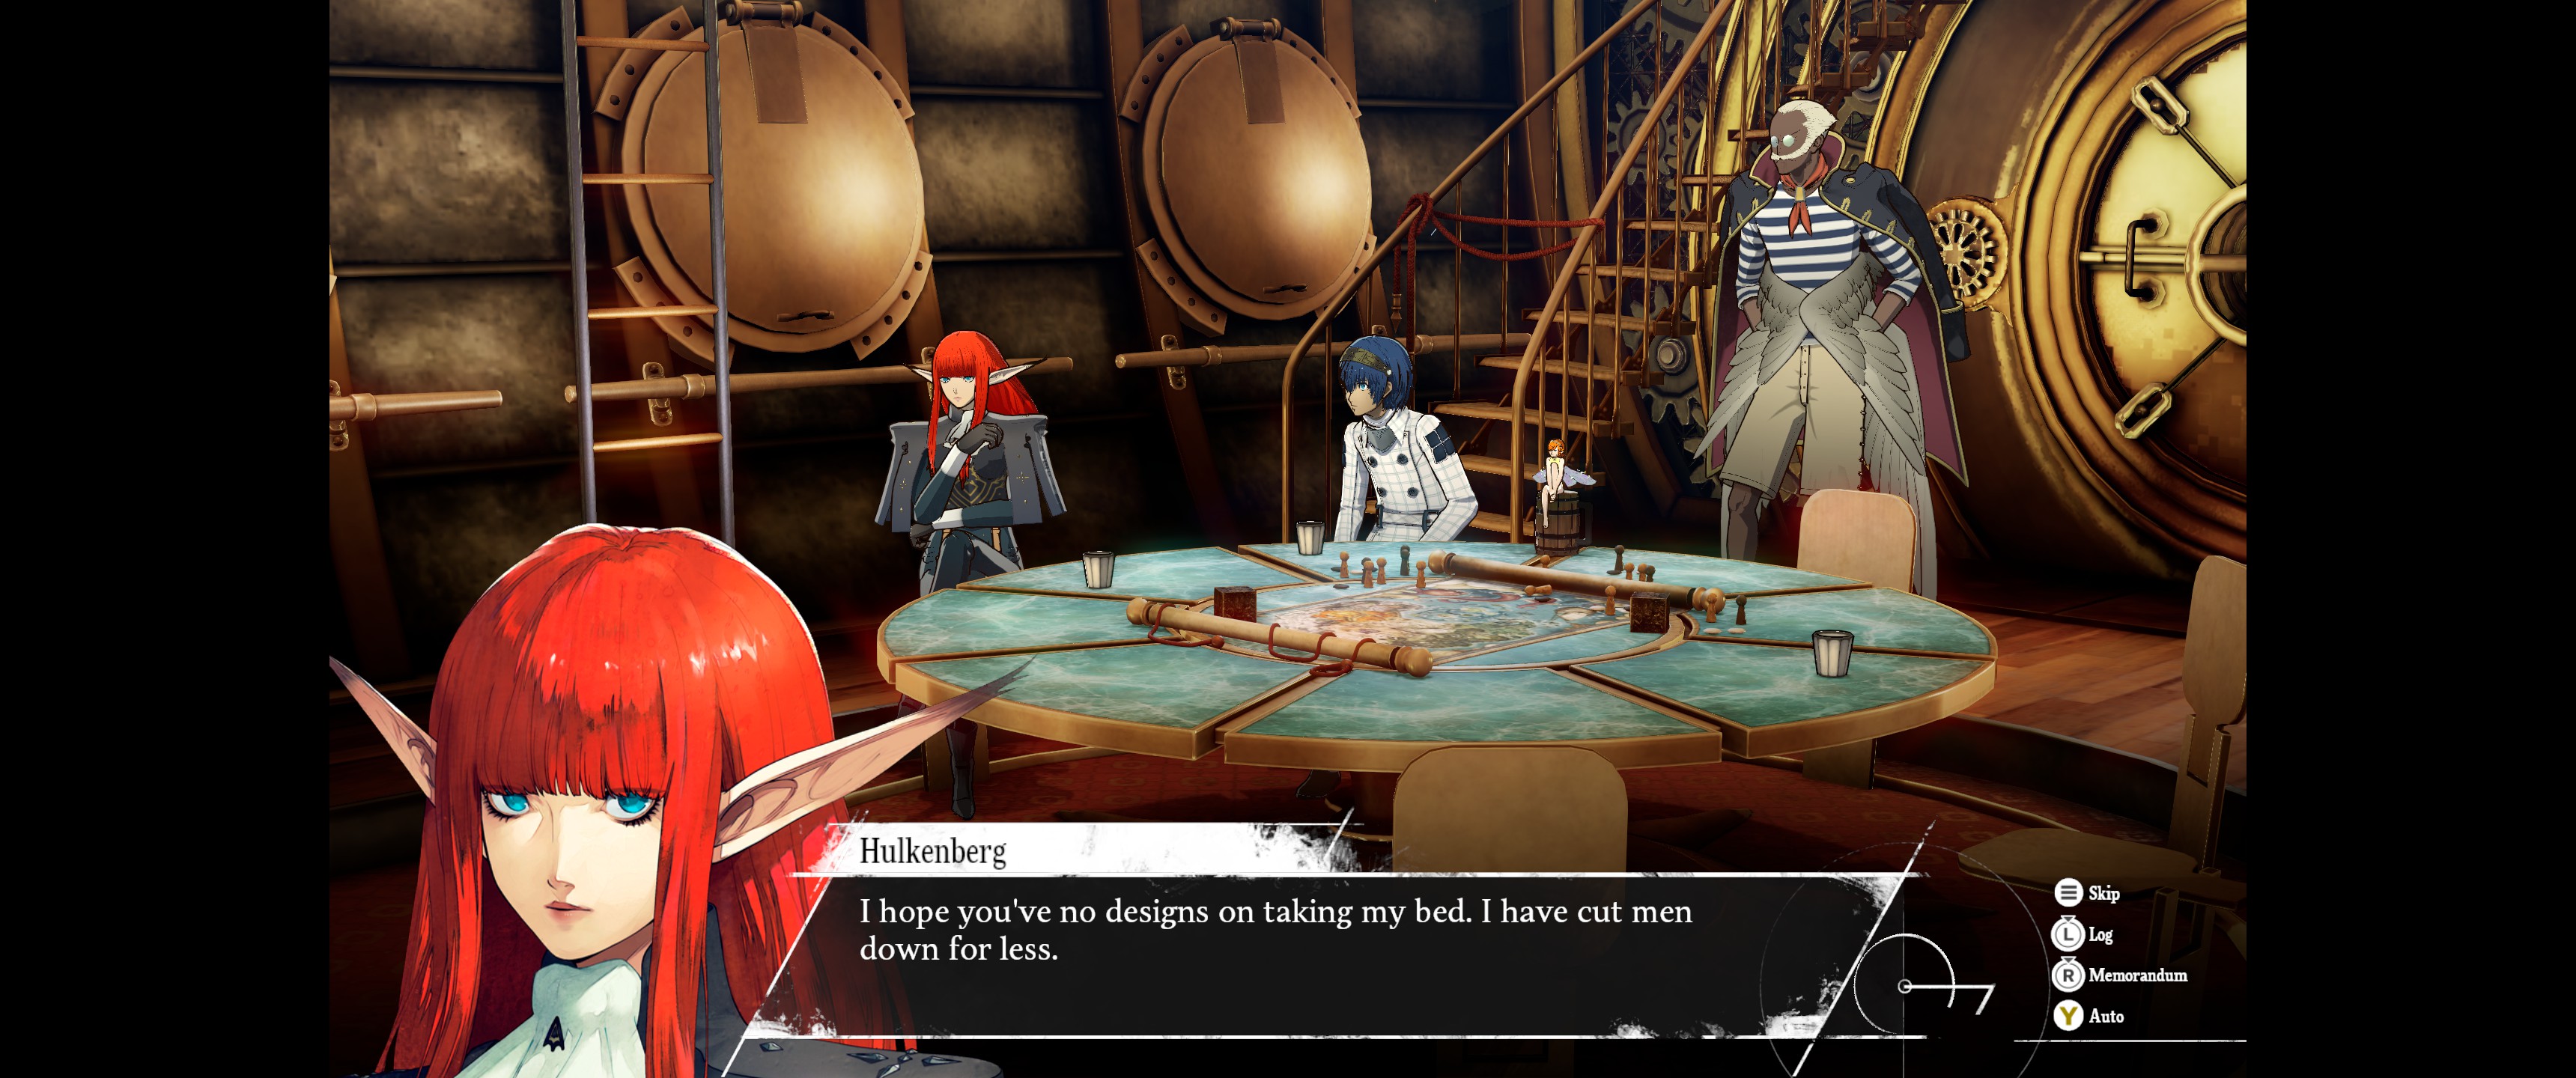 Hulkenberg
I hope you've no designs on taking my bed. I have cut men
down for less.
Skip
L Log
R Memorandum
Y Auto